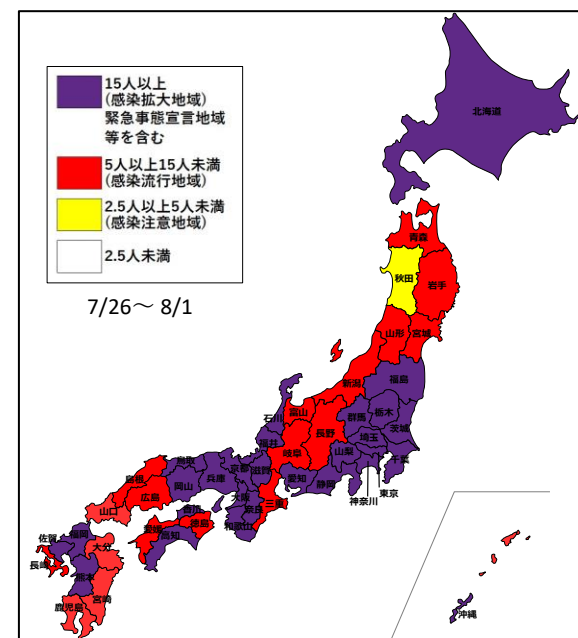 15人以上
(感染拡大地域)
緊急事態宣言地域
等を含む
5人以上15人未満
(感染流行地域)
2.5人以上5人未満
(感染注意地域)
2.5人未満
7/26～ 8/1
北海道
青森
秋田
岩手
山形
宮城
新潟
福島
石川
富山
群馬
栃木
長野
茨城
福井
埼玉
岐阜
山梨
千葉
鳥取
京都
滋賀
島根
兵庫
愛知
静岡
東京
神奈川
岡山
広島
大阪
奈良
三重
香川
山口
和歌山
徳島
愛媛
高知
佐賀
福岡
大分
長崎
熊本
宮崎
鹿児島
沖縄